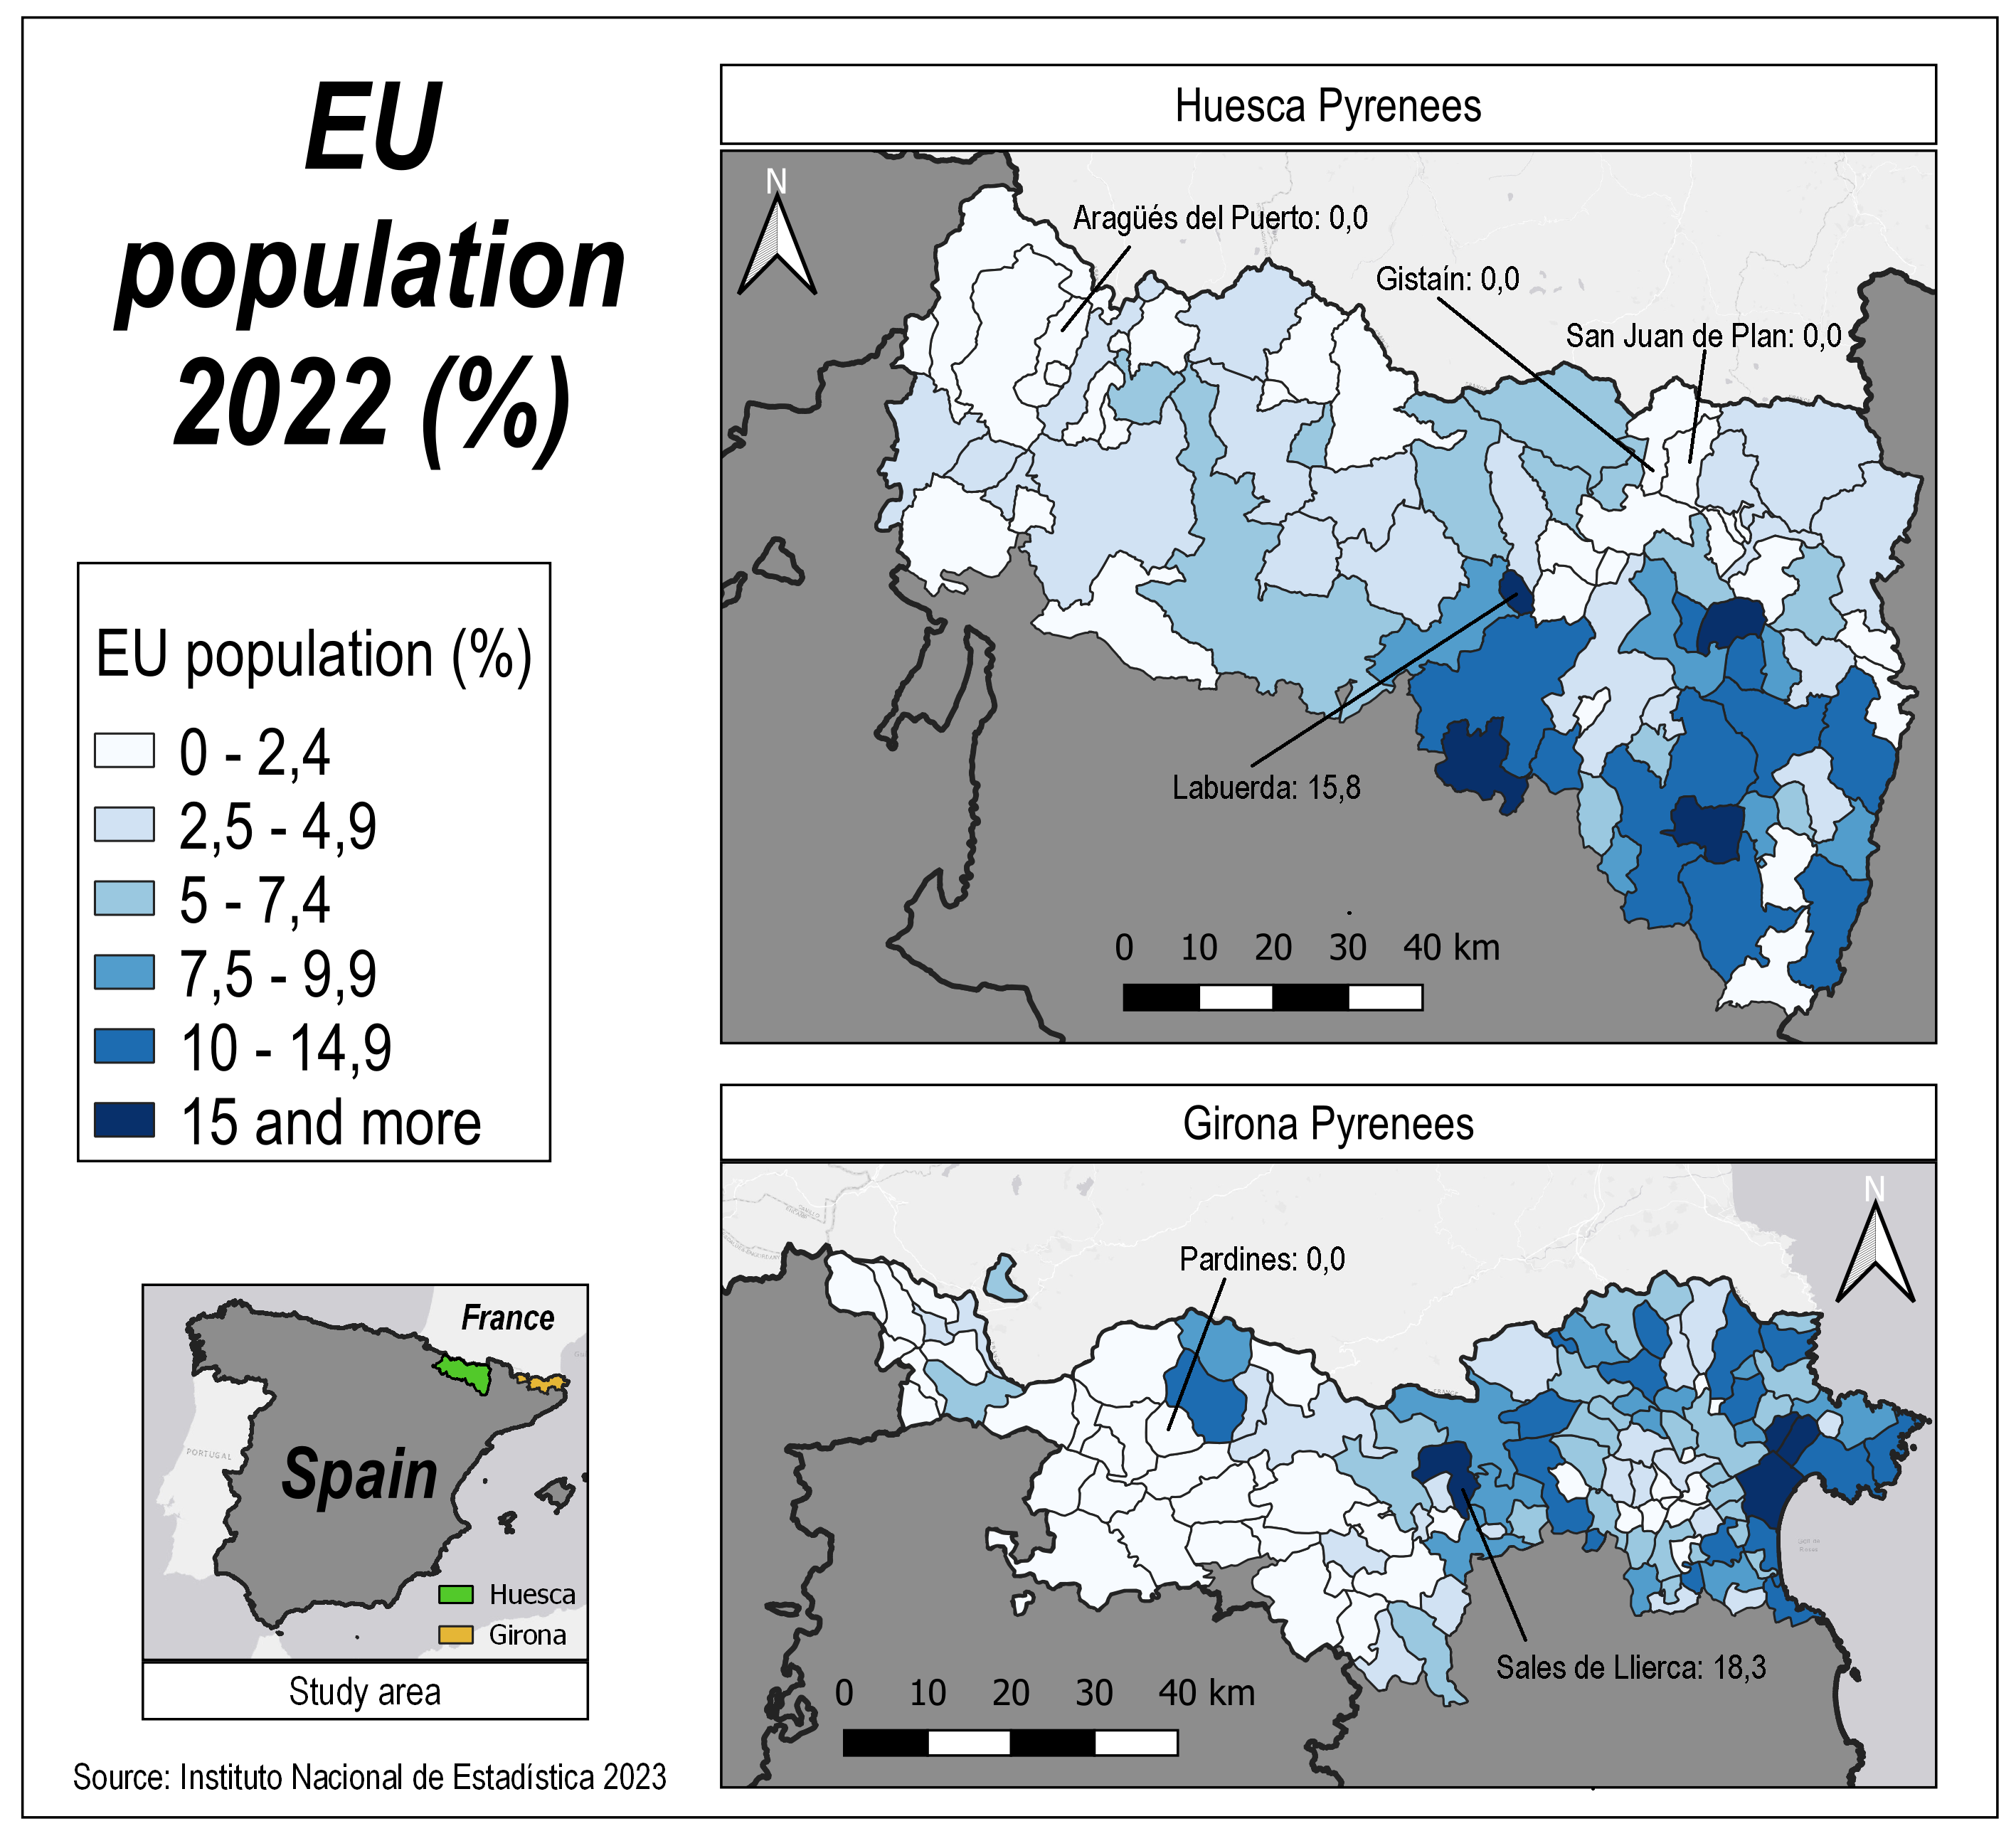 EU
population
2022 (%)
EU population (%)
0 - 2,4
2,5 - 4,9
5 - 7,4
7,5 - 9,9
10 - 14,9
15 and more
France
PORTUGAL
Spain
Huesca
Girona
Study area
Source: Instituto Nacional de Estadística 2023
Huesca Pyrenees
N
Aragüés del Puerto: 0,0
Gistaín: 0,0
San Juan de Plan: 0,0
Labuerda: 15,8
0 10 20 30 40 km
Girona Pyrenees
N
Pardines: 0,0
Sales de Llierca: 18,3
0 10 20 30 40 km